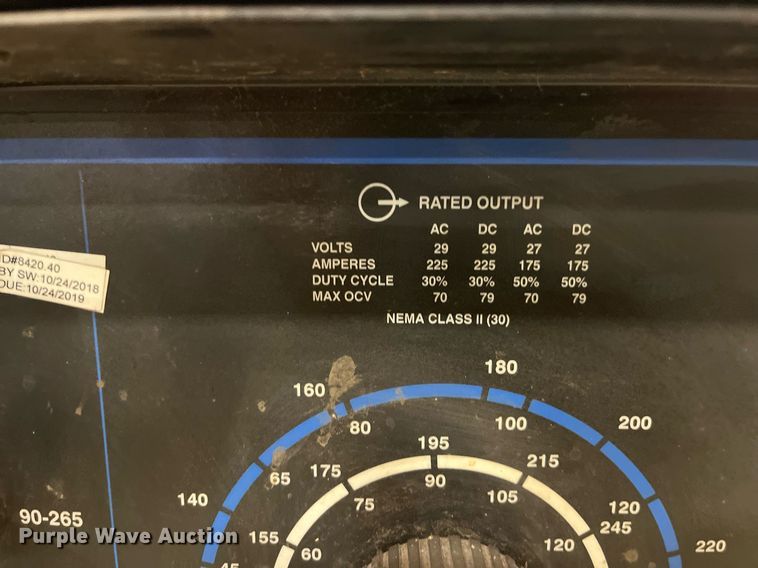 RATED OUTPUT
AC DC AC DC
VOLTS 29 29 27 27
AMPERES 225 225 175 175
DUTY CYCLE 30% 30% 50% 50%
MAX OCV 70 79 70 79
NEMA CLASS II (30)
ID#8420.40
BY SW:10/24/2018
DUE:10/24/2019
180
160
200
80
100
195
175
215
65
140
75
90
105
120
90-265
155
245
60
120
220
45
Purple Wave Auction